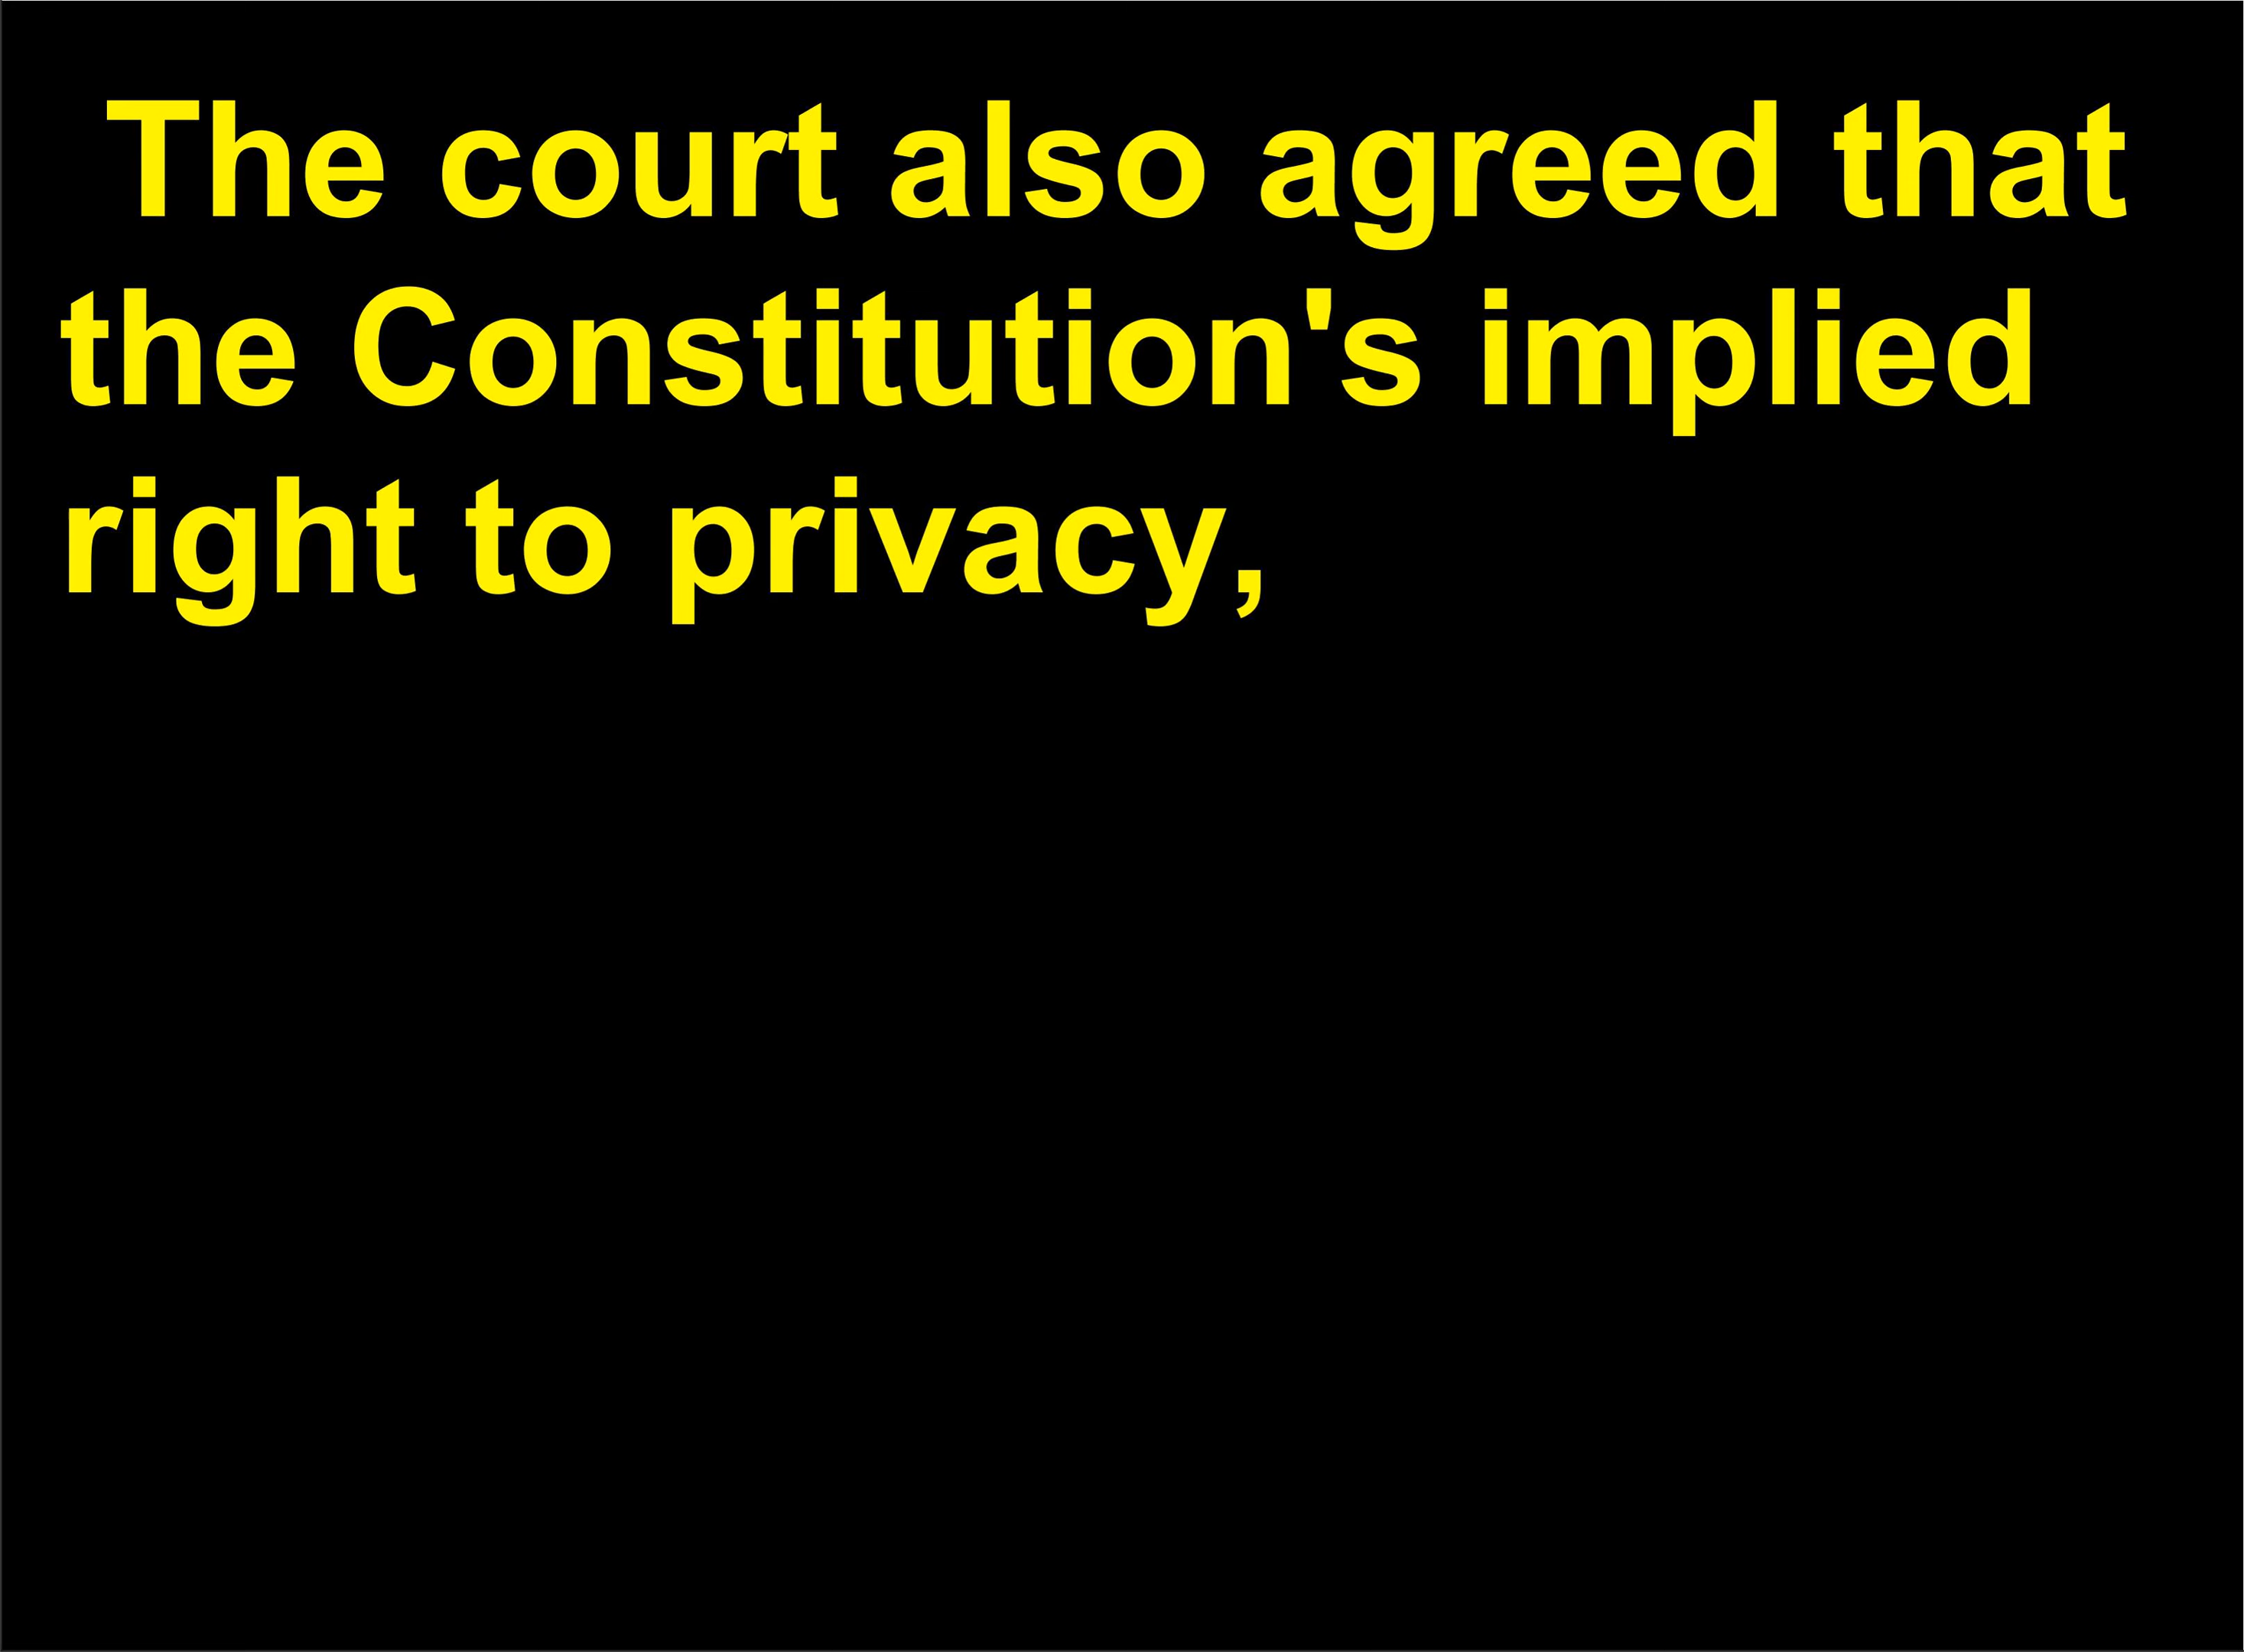 The court also agreed that
the Constitution's implied
right to privacy,